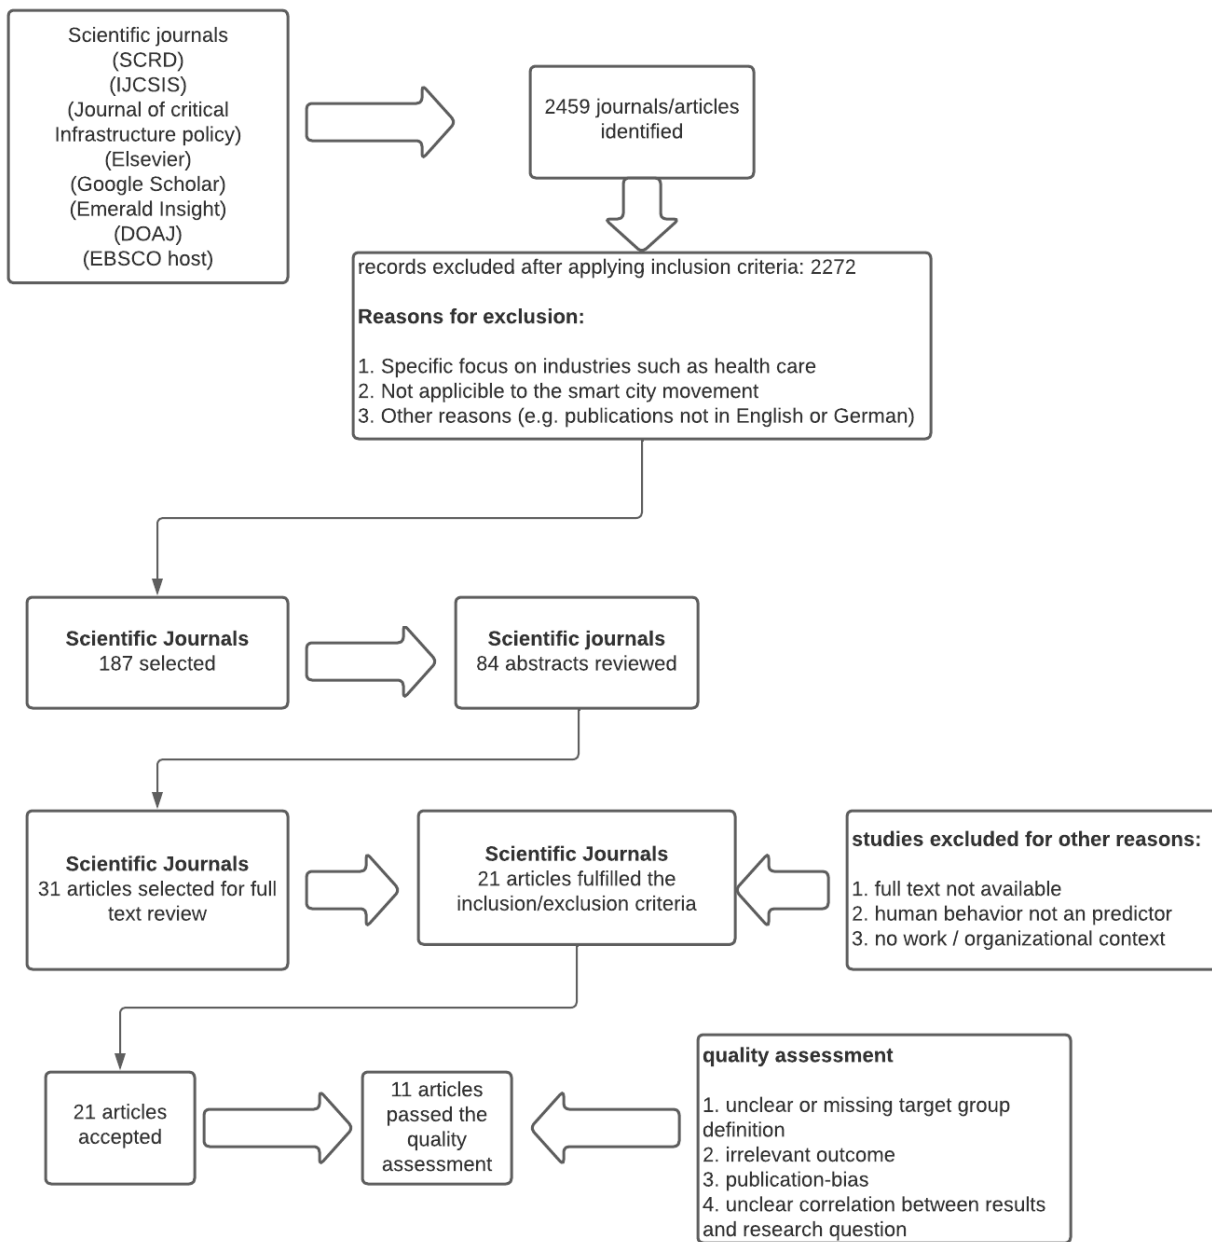 Scientific journals
(SCRD)
(IJCSIS)
(Journal of critical
Infrastructure policy)
(Elsevier)
(Google Scholar)
(Emerald Insight)
(DOAJ)
(EBSCO host)
2459 journals/articles
identified
records excluded after applying inclusion criteria: 2272
Reasons for exclusion:
1. Specific focus on industries such as health care
2. Not applicible to the smart city movement
3. Other reasons (e.g. publications not in English or German)
Scientific Journals
187 selected
Scientific journals
84 abstracts reviewed
Scientific Journals
31 articles selected for full
text review
Scientific Journals
21 articles fulfilled the
inclusion/exclusion criteria
studies excluded for other reasons:
1. full text not available
2. human behavior not an predictor
3. no work / organizational context
21 articles
accepted
11 articles
passed the
quality
assessment
quality assessment
1. unclear or missing target group
definition
2. irrelevant outcome
3. publication-bias
4. unclear correlation between results
and research question